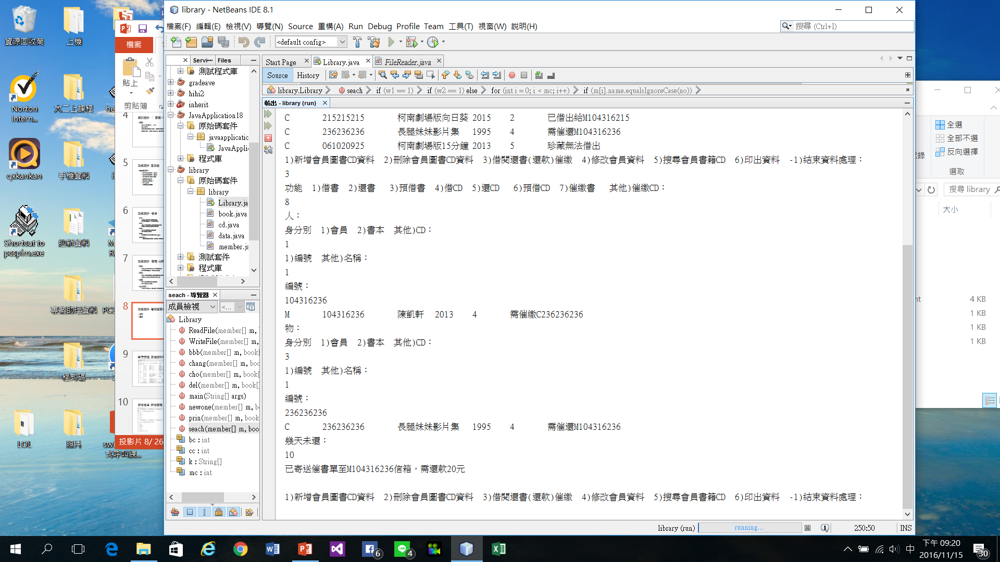 library - NetBeans IDE 8.1
檔案(F) 編輯(E) 檢視(V) 導覽(N) Source 重構(A) Run Debug Profile Team 工具(T) 視窗(W) 說明(H)
搜尋 (Ctrl+I)
<default config>
Files
Start Page
Library.java
FileReader.java
Source
History
library.Library
seach
if (w1 == 1)
if (w2 == 1) else
for (int i = 0; i < mc; i++)
if (m[i].name.equalsIgnoreCase(no))
輸出 - library (run)
C 215215215 柯南劇場版向日葵 2015 2 已借出給M104316215
C 236236236 長腿妹妹影片集 1995 4 需催還M104316236
C 061020925 柯南劇場版15分鐘 2013 5 珍藏無法借出
1)新增會員圖書CD資料 2)刪除會員圖書CD資料 3)借閱還書(還款)催繳 4)修改會員資料 5)搜尋會員書籍CD 6)印出資料 -1)結束資料處理：
3
功能 1)借書 2)還書 3)預借書 4)借CD 5)還CD 6)預借CD 7)催繳書 其他)催繳CD：
8
人：
身分別 1)會員 2)書本 其他)CD：
1
1)編號 其他)名稱：
1
編號：
104316236
M 104316236 陳凱軒 2013 4 需催繳C236236236
物：
身分別 1)會員 2)書本 其他)CD：
3
1)編號 其他)名稱：
1
編號：
236236236
C 236236236 長腿妹妹影片集 1995 4 需催還M104316236
幾天未還：
10
已寄送催書單至M104316236信箱，需還款20元
1)新增會員圖書CD資料 2)刪除會員圖書CD資料 3)借閱還書(還款)催繳 4)修改會員資料 5)搜尋會員書籍CD 6)印出資料 -1)結束資料處理：
測試程式庫
gradeave
hihi2
inherit
JavaApplication18
原始碼套件
javaapplicatic
JavaAppli
程式庫
library
原始碼套件
library
Library.ja
book.java
cd.java
data.java
member.ja
測試套件
程式庫
seach - 導覽器
成員檢視
<...
Library
ReadFile(member[] m,
WriteFile(member[] m,
bbb(member[] m, book[
chang(member[] m, boo
cho(member[] m, book[
del(member[] m, book[]
main(String[] args)
newone(member[] m, b
prin(member[] m, book
seach(member[] m, boo
bc : int
cc : int
k : String[]
mc : int
library (run)
running...
250:50
INS
資源回收筒
上機
Norton
Intern...
大二上課程
qxkankan
手機資料
Shortcut to
pcspim.exe
迎新資料
專案助理資料
程式碼
LOL
照片
檔案
貼上
剪貼簿
4
5
6
7
8
9
10
投影片 8/ 26
全選
全部不選
反向選擇
選取
搜尋 library
大小
4 KB
1 KB
1 KB
1 KB
6
4
中
下午 09:20
2016/11/15
30